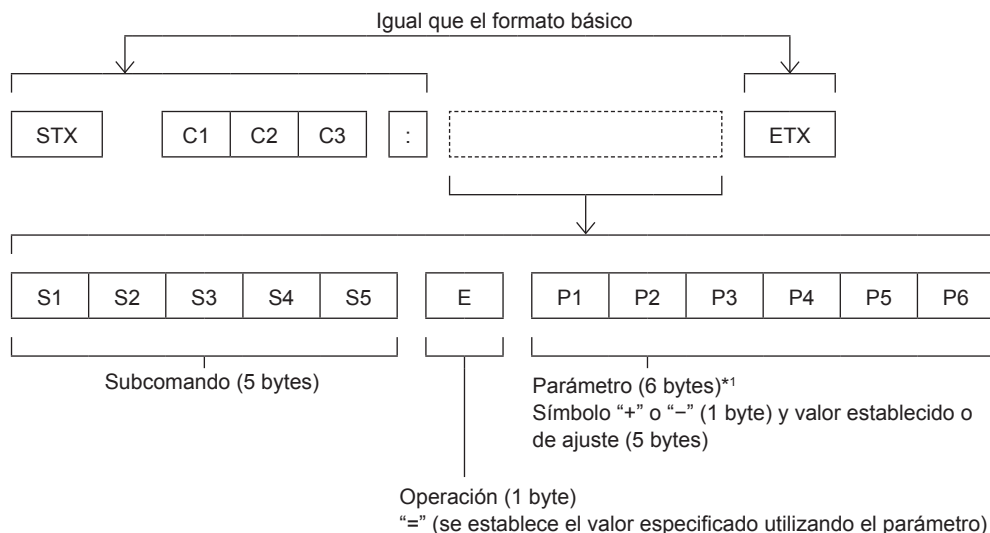 Igual que el formato básico
STX C1 C2 C3 : ETX
S1 S2 S3 S4 S5 E P1 P2 P3 P4 P5 P6
Subcomando (5 bytes)
Parámetro (6 bytes)*1
Símbolo “+” o “−” (1 byte) y valor establecido o
de ajuste (5 bytes)
Operación (1 byte)
“=” (se establece el valor especificado utilizando el parámetro)